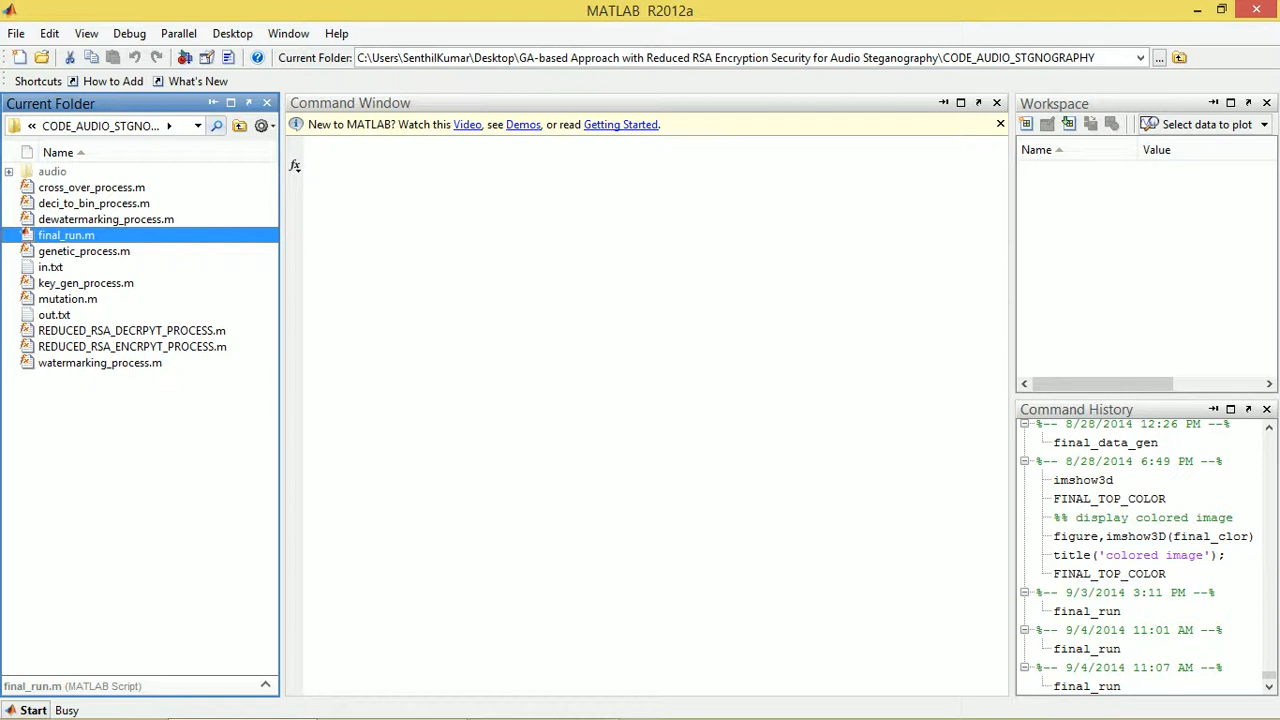 MATLAB R2012a
File Edit View Debug Parallel Desktop Window Help
Current Folder: C:\Users\SenthilKumar\Desktop\GA-based Approach with Reduced RSA Encryption Security for Audio Steganography\CODE_AUDIO_STGNOGRAPHY
Shortcuts How to Add What's New
Current Folder
« CODE_AUDIO_STGNO...
Name
audio
cross_over_process.m
deci_to_bin_process.m
dewatermarking_process.m
final_run.m
genetic_process.m
in.txt
key_gen_process.m
mutation.m
out.txt
REDUCED_RSA_DECRPYT_PROCESS.m
REDUCED_RSA_ENCRPYT_PROCESS.m
watermarking_process.m
final_run.m (MATLAB Script)
Command Window
New to MATLAB? Watch this Video, see Demos, or read Getting Started.
fx
Workspace
Select data to plot
Name Value
Command History
%-- 8/28/2014 12:26 PM --%
final_data_gen
%-- 8/28/2014 6:49 PM --%
imshow3d
FINAL_TOP_COLOR
%% display colored image
figure,imshow3D(final_clor)
title('colored image');
FINAL_TOP_COLOR
%-- 9/3/2014 3:11 PM --%
final_run
%-- 9/4/2014 11:01 AM --%
final_run
%-- 9/4/2014 11:07 AM --%
final_run
Start Busy